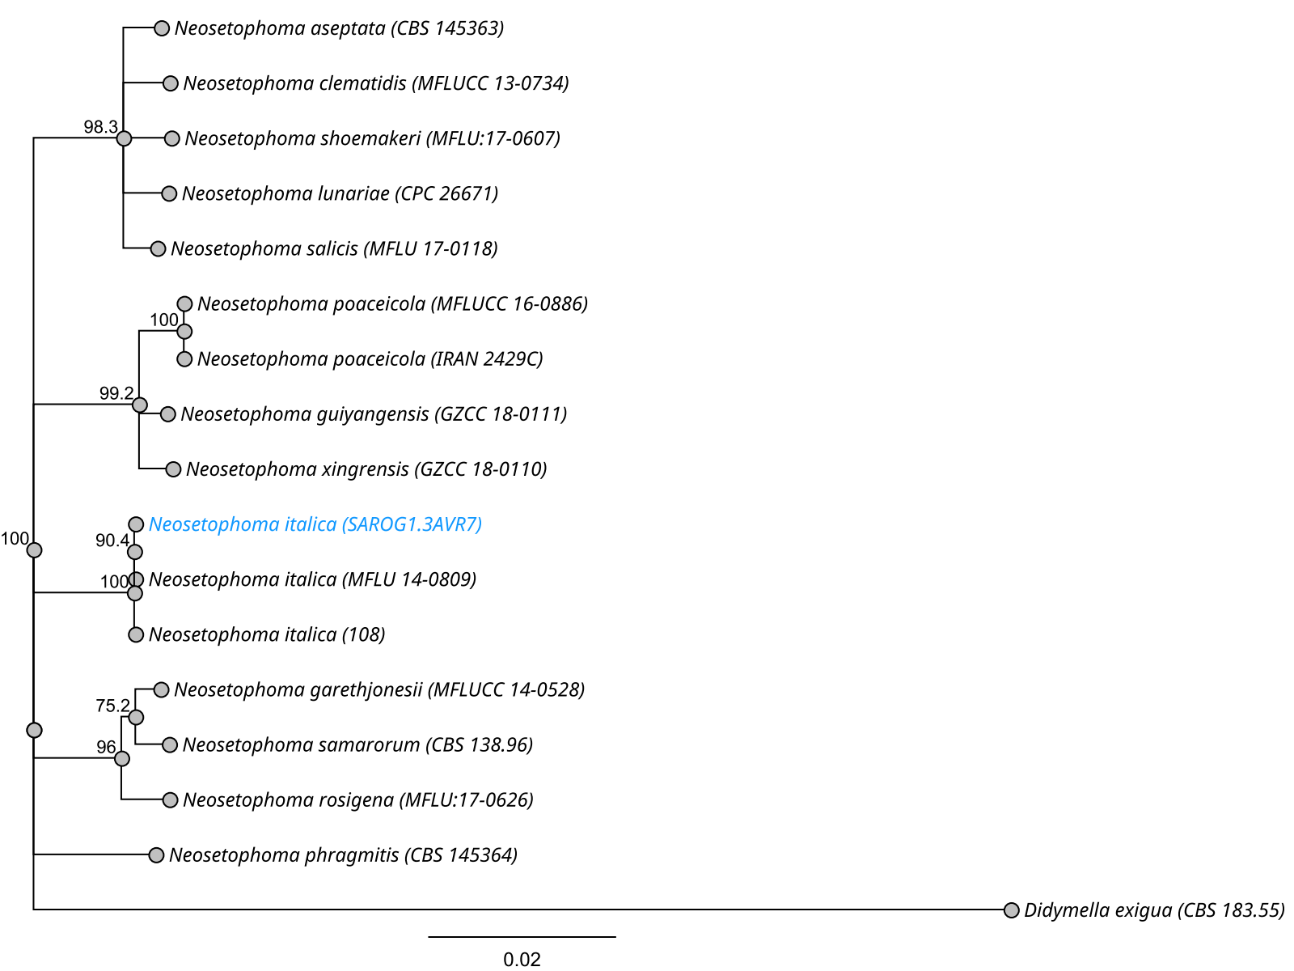 Neosetophoma aseptata (CBS 145363)
Neosetophoma clematidis (MFLUCC 13-0734)
98.3
Neosetophoma shoemakeri (MFLU:17-0607)
Neosetophoma lunariae (CPC 26671)
Neosetophoma salicis (MFLU 17-0118)
Neosetophoma poaceicola (MFLUCC 16-0886)
100
Neosetophoma poaceicola (IRAN 2429C)
99.2
Neosetophoma guiyangensis (GZCC 18-0111)
Neosetophoma xingrensis (GZCC 18-0110)
Neosetophoma italica (SAROG1.3AVR7)
100
90.4
Neosetophoma italica (MFLU 14-0809)
100
Neosetophoma italica (108)
Neosetophoma garethjonesii (MFLUCC 14-0528)
75.2
Neosetophoma samarorum (CBS 138.96)
96
Neosetophoma rosigena (MFLU:17-0626)
Neosetophoma phragmitis (CBS 145364)
Didymella exigua (CBS 183.55)
0.02